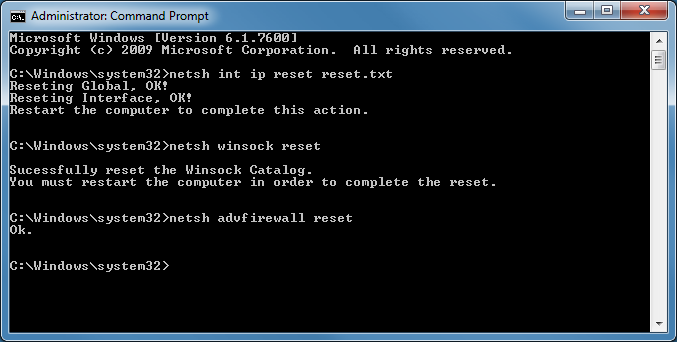 Administrator: Command Prompt
Microsoft Windows [Version 6.1.7600]
Copyright (c) 2009 Microsoft Corporation.  All rights reserved.
C:\Windows\system32>netsh int ip reset reset.txt
Reseting Global, OK!
Reseting Interface, OK!
Restart the computer to complete this action.
C:\Windows\system32>netsh winsock reset
Sucessfully reset the Winsock Catalog.
You must restart the computer in order to complete the reset.
C:\Windows\system32>netsh advfirewall reset
Ok.
C:\Windows\system32>